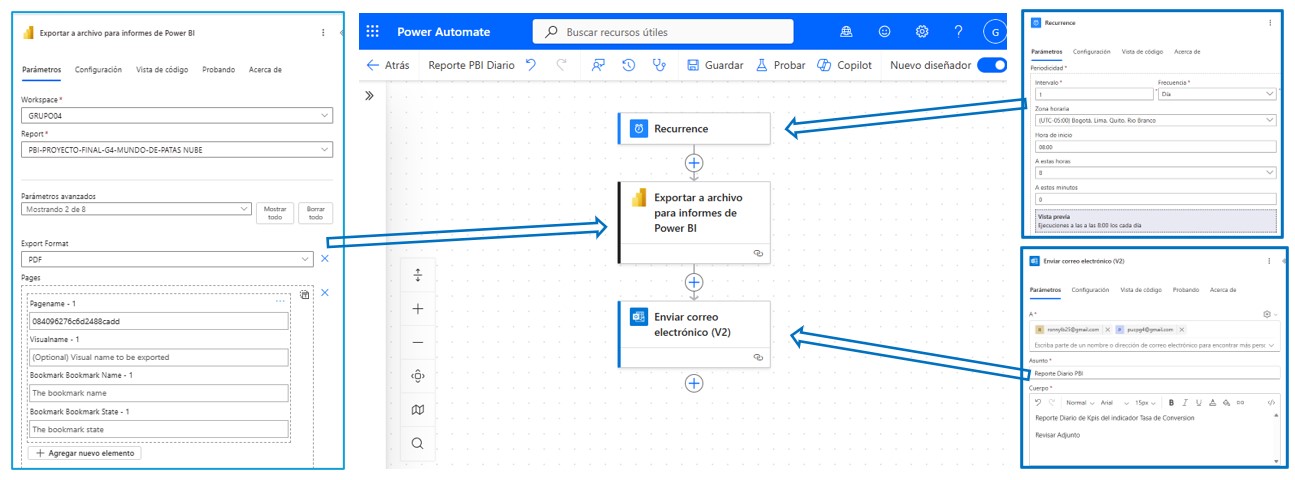 Exportar a archivo para informes de Power BI
Parámetros Configuración Vista de código Probando Acerca de
Workspace *
GRUPO04
Report *
PBI-PROYECTO-FINAL-G4-MUNDO-DE-PATAS NUBE
Parámetros avanzados
Mostrando 2 de 8
Mostrar todo
Borrar todo
Export Format
PDF
Pages
Pagename - 1
084096276c6d2488cadd
Visualname - 1
(Optional) Visual name to be exported
Bookmark Bookmark Name - 1
The bookmark name
Bookmark Bookmark State - 1
The bookmark state
Agregar nuevo elemento
Power Automate
Buscar recursos útiles
G
Atrás Reporte PBI Diario Guardar Probar Copilot Nuevo diseñador
Recurrence
Exportar a archivo
para informes de
Power BI
Enviar correo
electrónico (V2)
Recurrence
Parámetros Configuración Vista de código Acerca de
Periodicidad *
Intervalo * Frecuencia *
1 Día
Zona horaria
(UTC-05:00) Bogotá, Lima, Quito, Rio Branco
Hora de inicio
08:00
A estas horas
8
A estos minutos
0
Vista previa
Ejecuciones a las a las 8:00 los cada día
Enviar correo electrónico (V2)
Parámetros Configuración Vista de código Probando Acerca de
A *
pucpg4@gmail.com
Escriba parte de un nombre o dirección de correo electrónico para encontrar más perso
Asunto *
Reporte Diario PBI
Cuerpo *
Normal Arial 15px B I U A </>
Reporte Diario de Kpis del indicador Tasa de Conversion
Revisar Adjunto